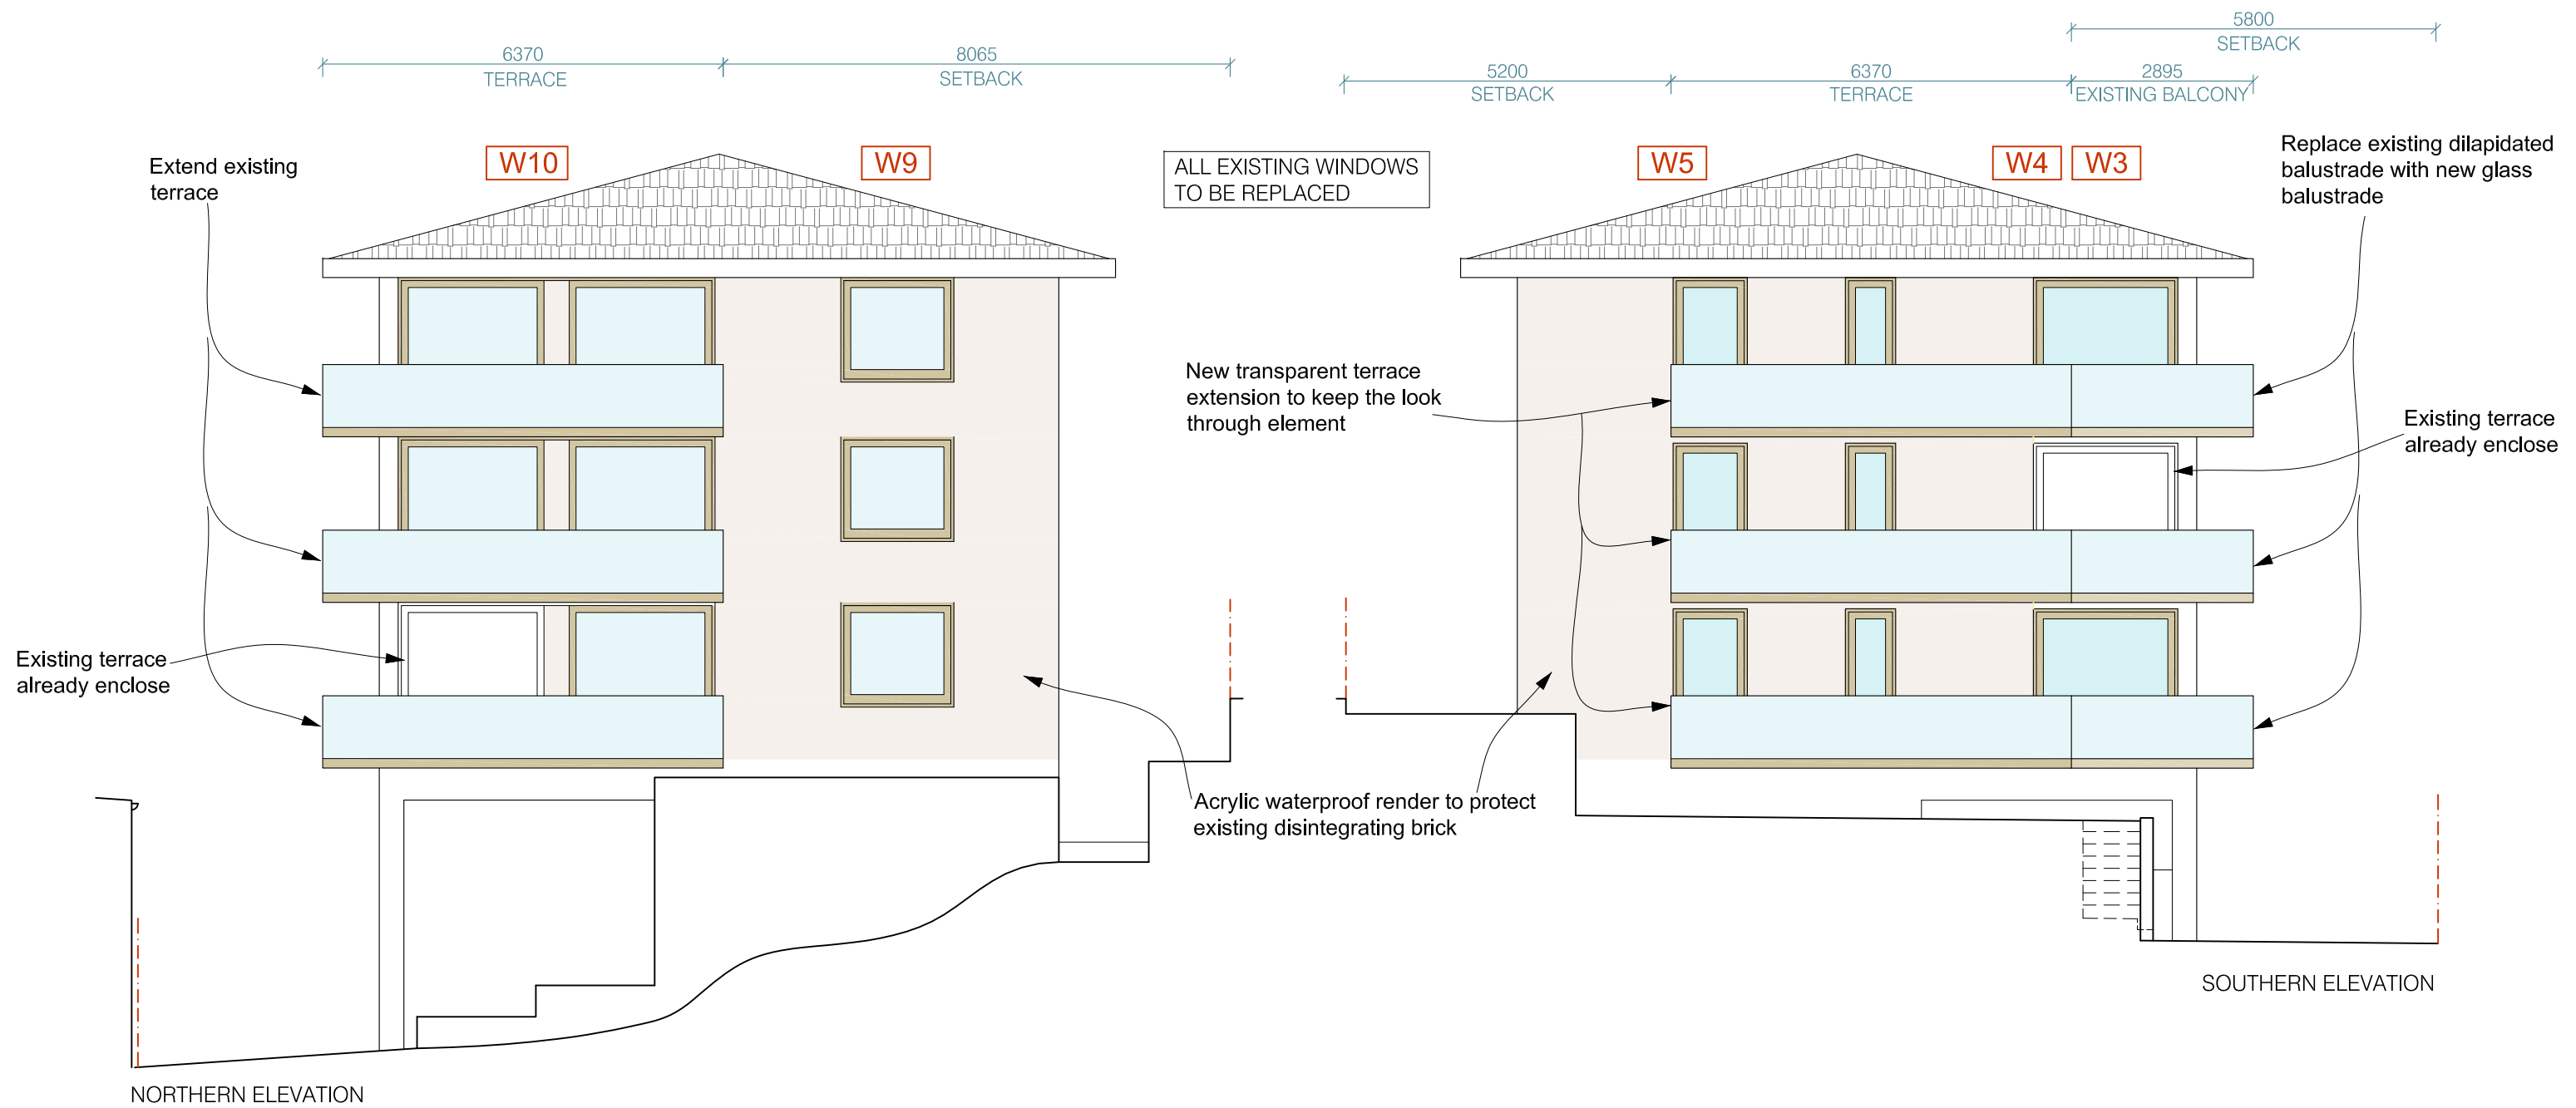 5800
SETBACK
6370
TERRACE
8065
SETBACK
5200
SETBACK
6370
TERRACE
2895
EXISTING BALCONY
Extend existing
terrace
W10
W9
ALL EXISTING WINDOWS
TO BE REPLACED
W5
W4
W3
Replace existing dilapidated
balustrade with new glass
balustrade
New transparent terrace
extension to keep the look
through element
Existing terrace
already enclose
Existing terrace
already enclose
Acrylic waterproof render to protect
existing disintegrating brick
SOUTHERN ELEVATION
NORTHERN ELEVATION